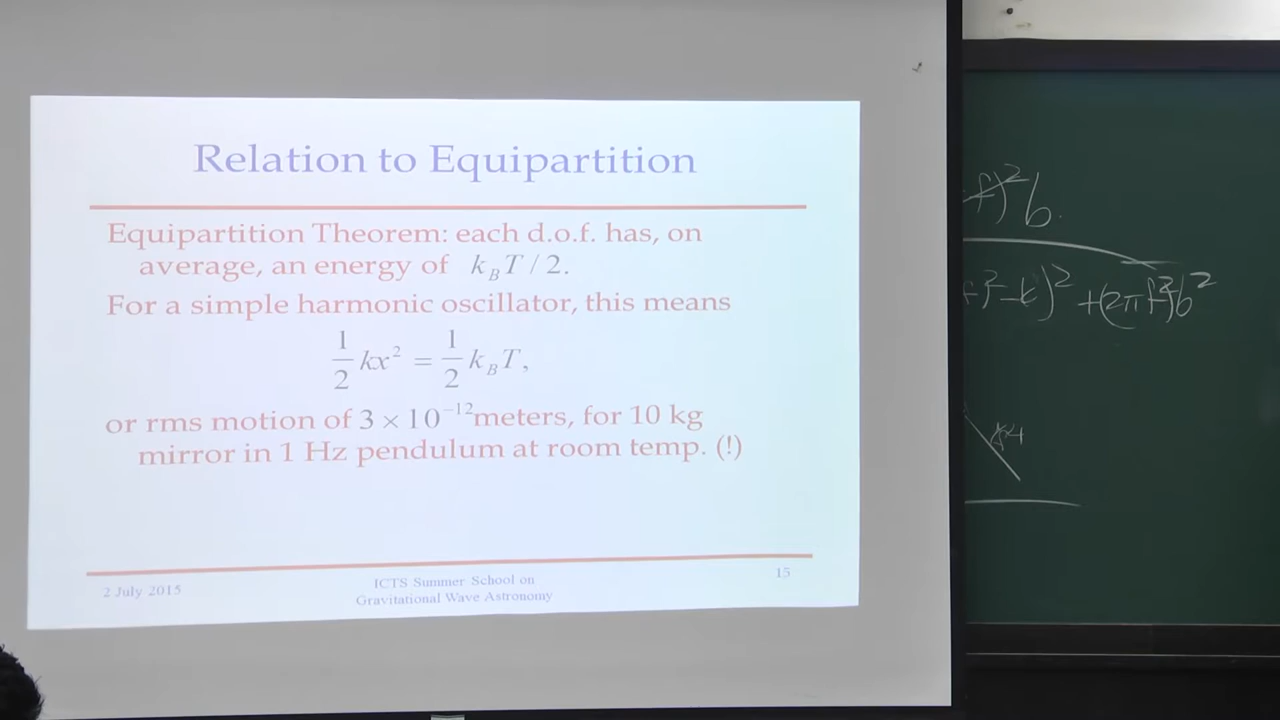 Relation to Equipartition
Equipartition Theorem: each d.o.f. has, on
average, an energy of k_B T / 2.
For a simple harmonic oscillator, this means
1/2 kx² = 1/2 k_B T,
or rms motion of 3 × 10⁻¹² meters, for 10 kg
mirror in 1 Hz pendulum at room temp. (!)
2 July 2015
ICTS Summer School on
Gravitational Wave Astronomy
15
f)²b